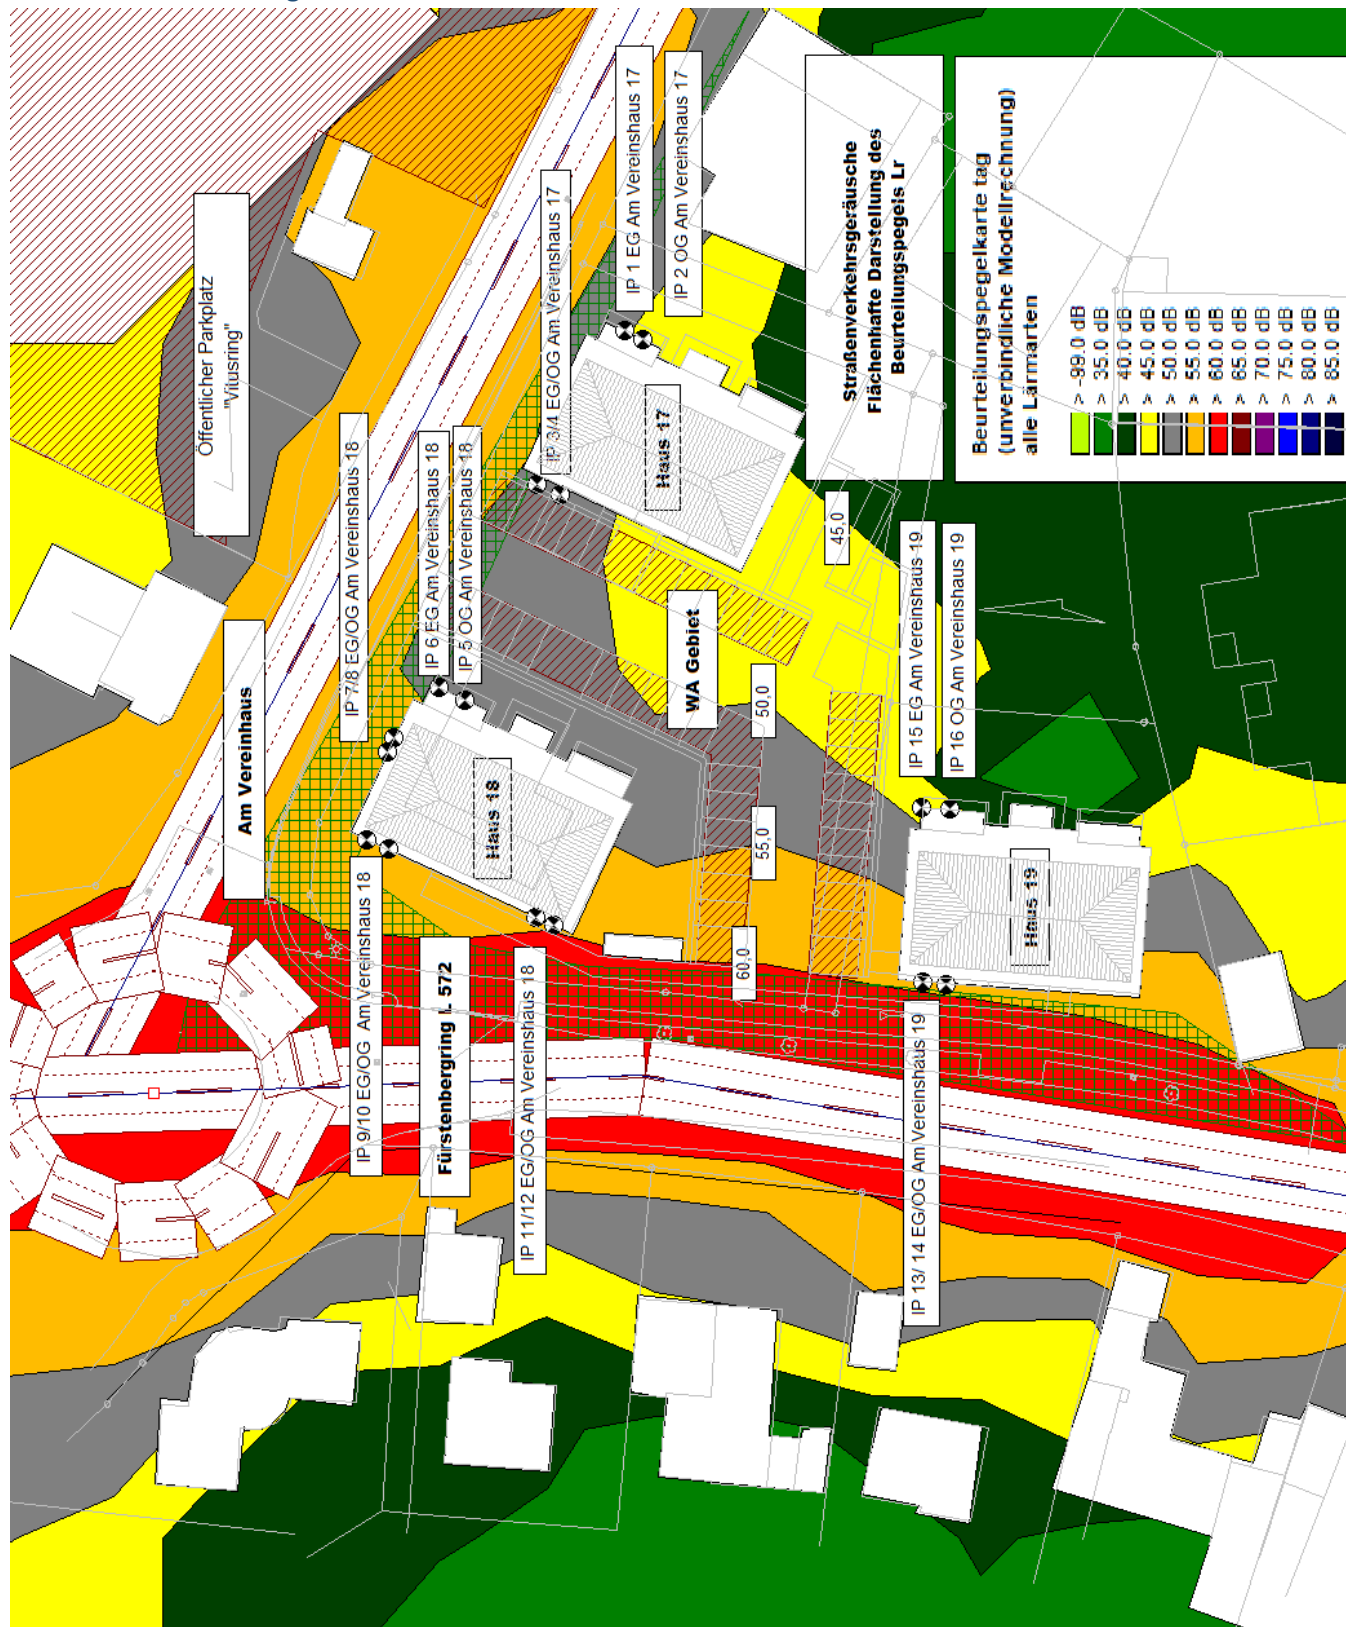 Öffentlicher Parkplatz
"Vitusring"
Am Vereinhaus
IP 7/8 EG/OG Am Vereinshaus 18
IP 6 EG Am Vereinshaus 18
IP 5 OG Am Vereinshaus 18
IP 3/4 EG/OG Am Vereinshaus 17
IP 1 EG Am Vereinshaus 17
IP 2 OG Am Vereinshaus 17
Haus 17
Haus 18
Haus 19
WA Gebiet
45,0
50,0
55,0
60,0
IP 15 EG Am Vereinshaus 19
IP 16 OG Am Vereinshaus 19
IP 9/10 EG/OG Am Vereinshaus 18
Fürstenbergring L 572
IP 11/12 EG/OG Am Vereinshaus 18
IP 13/ 14 EG/OG Am Vereinshaus 19
Straßenverkehrsgeräusche
Flächenhafte Darstellung des
Beurteilungspegels Lr
Beurteilungspegelkarte tag
(unverbindliche Modellrechnung)
alle Lärmarten
> -99.0 dB
> 35.0 dB
> 40.0 dB
> 45.0 dB
> 50.0 dB
> 55.0 dB
> 60.0 dB
> 65.0 dB
> 70.0 dB
> 75.0 dB
> 80.0 dB
> 85.0 dB